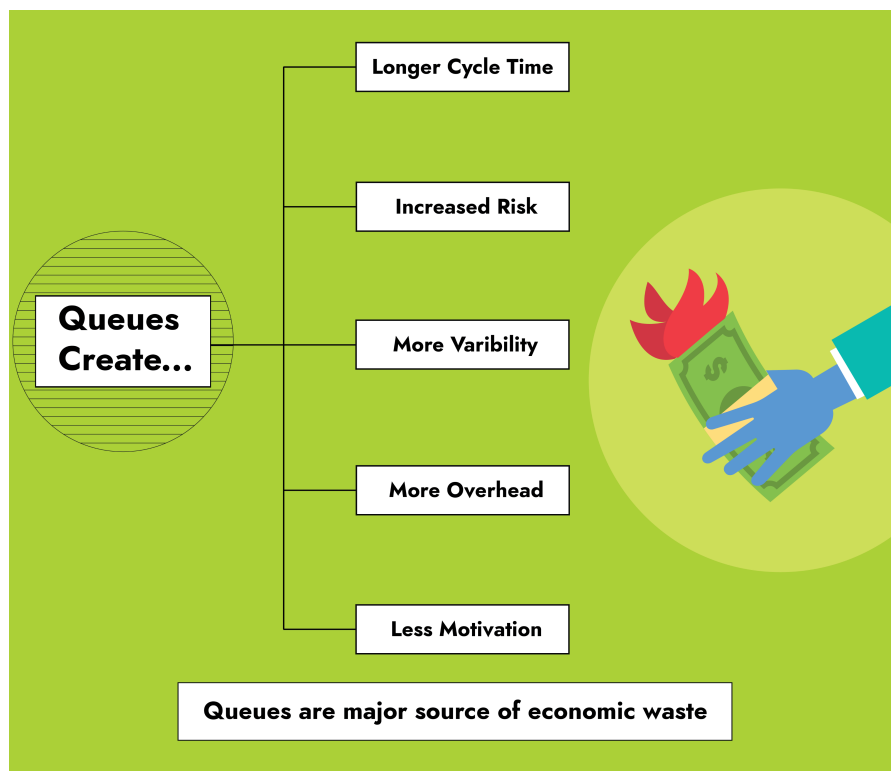 Longer Cycle Time
Increased Risk
Queues
Create...
More Varibility
More Overhead
Less Motivation
Queues are major source of economic waste
$